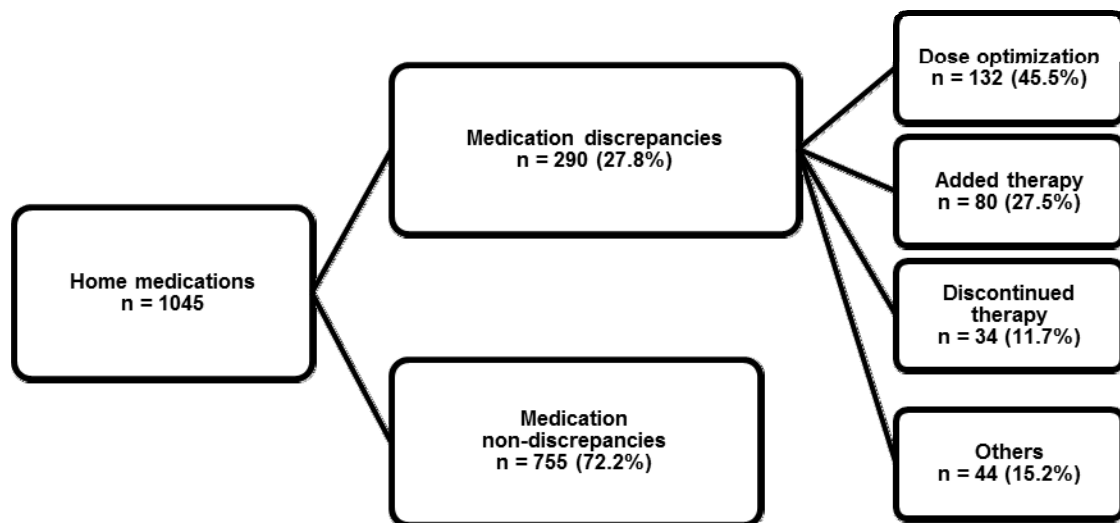 Home medications
n = 1045
Medication discrepancies
n = 290 (27.8%)
Medication
non-discrepancies
n = 755 (72.2%)
Dose optimization
n = 132 (45.5%)
Added therapy
n = 80 (27.5%)
Discontinued
therapy
n = 34 (11.7%)
Others
n = 44 (15.2%)